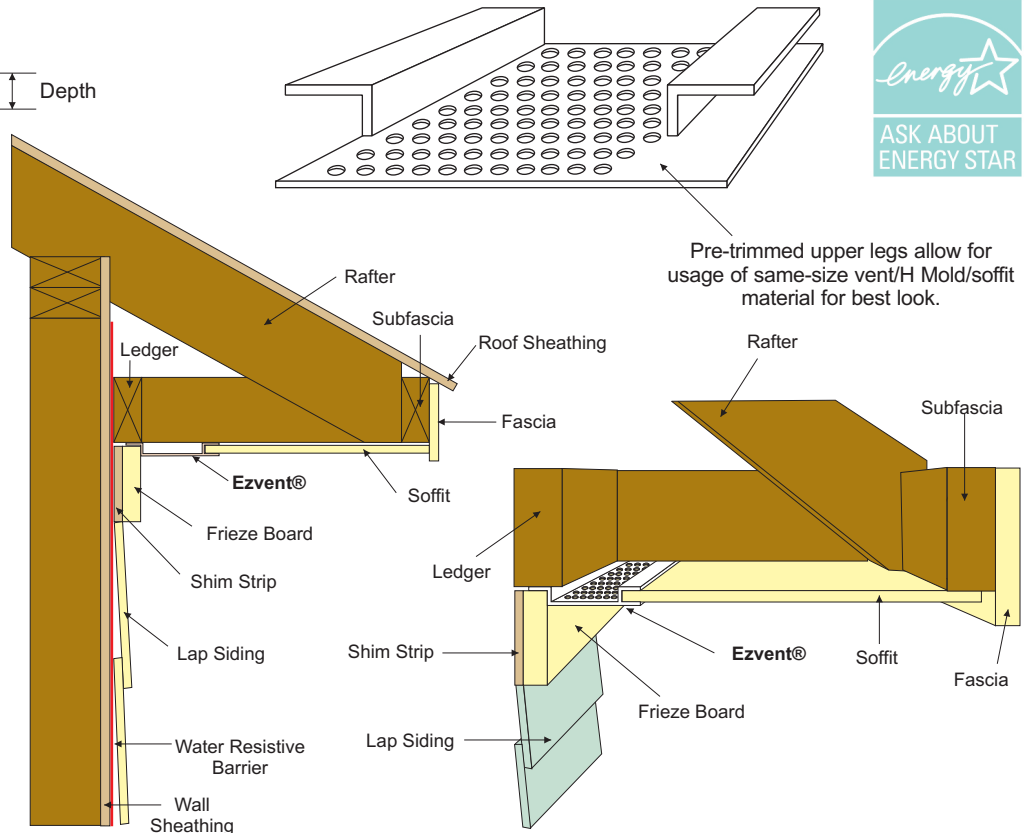 Depth
energy
ASK ABOUT
ENERGY STAR
Pre-trimmed upper legs allow for
usage of same-size vent/H Mold/soffit
material for best look.
Rafter
Subfascia
Ledger
Roof Sheathing
Fascia
Ezvent®
Soffit
Frieze Board
Shim Strip
Lap Siding
Water Resistive
Barrier
Wall
Sheathing
Rafter
Subfascia
Ledger
Shim Strip
Ezvent®
Soffit
Fascia
Frieze Board
Lap Siding